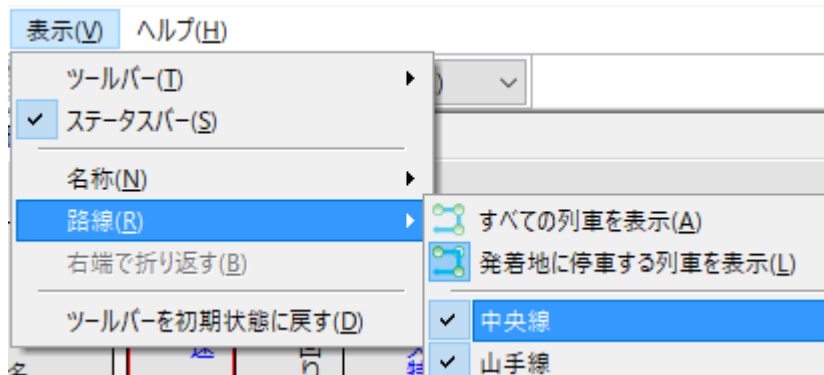 表示(V) ヘルプ(H)
ツールバー(T)
ステータスバー(S)
名称(N)
路線(R)
右端で折り返す(B)
ツールバーを初期状態に戻す(D)
すべての列車を表示(A)
発着地に停車する列車を表示(L)
中央線
山手線